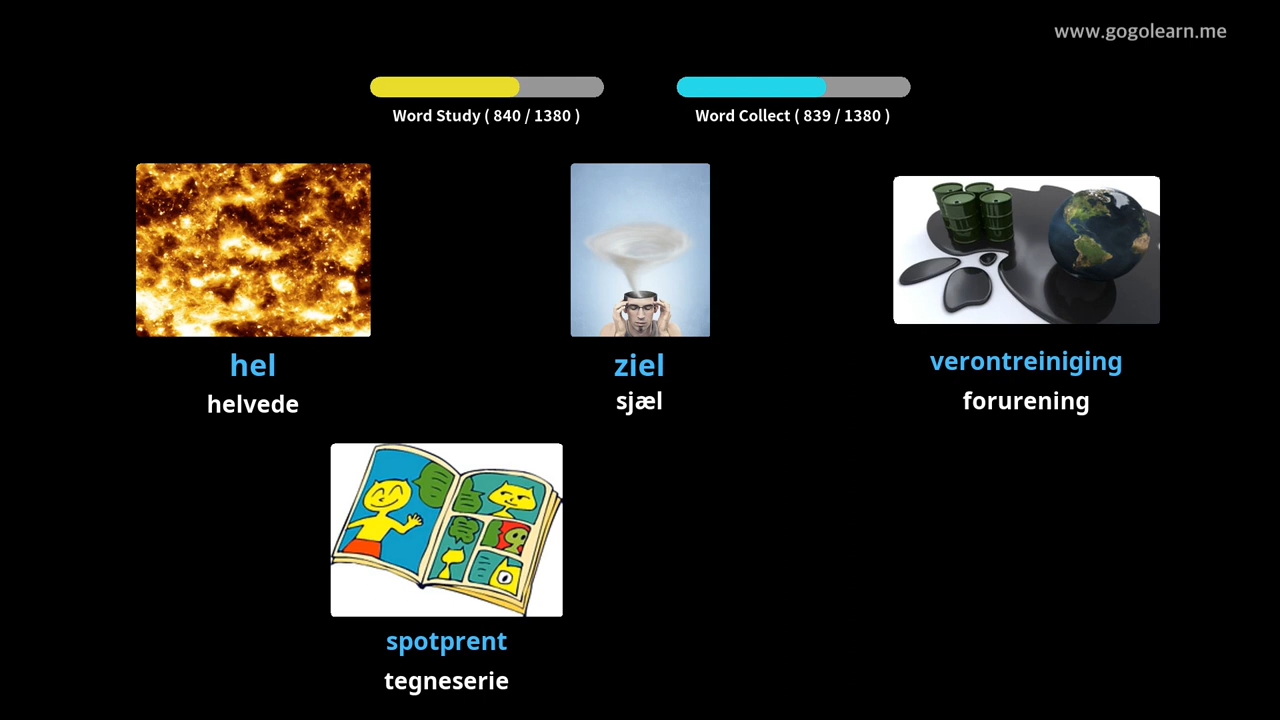 www.gogolearn.me
Word Study ( 840 / 1380 )
Word Collect ( 839 / 1380 )
hel
helvede
ziel
sjæl
verontreiniging
forurening
spotprent
tegneserie